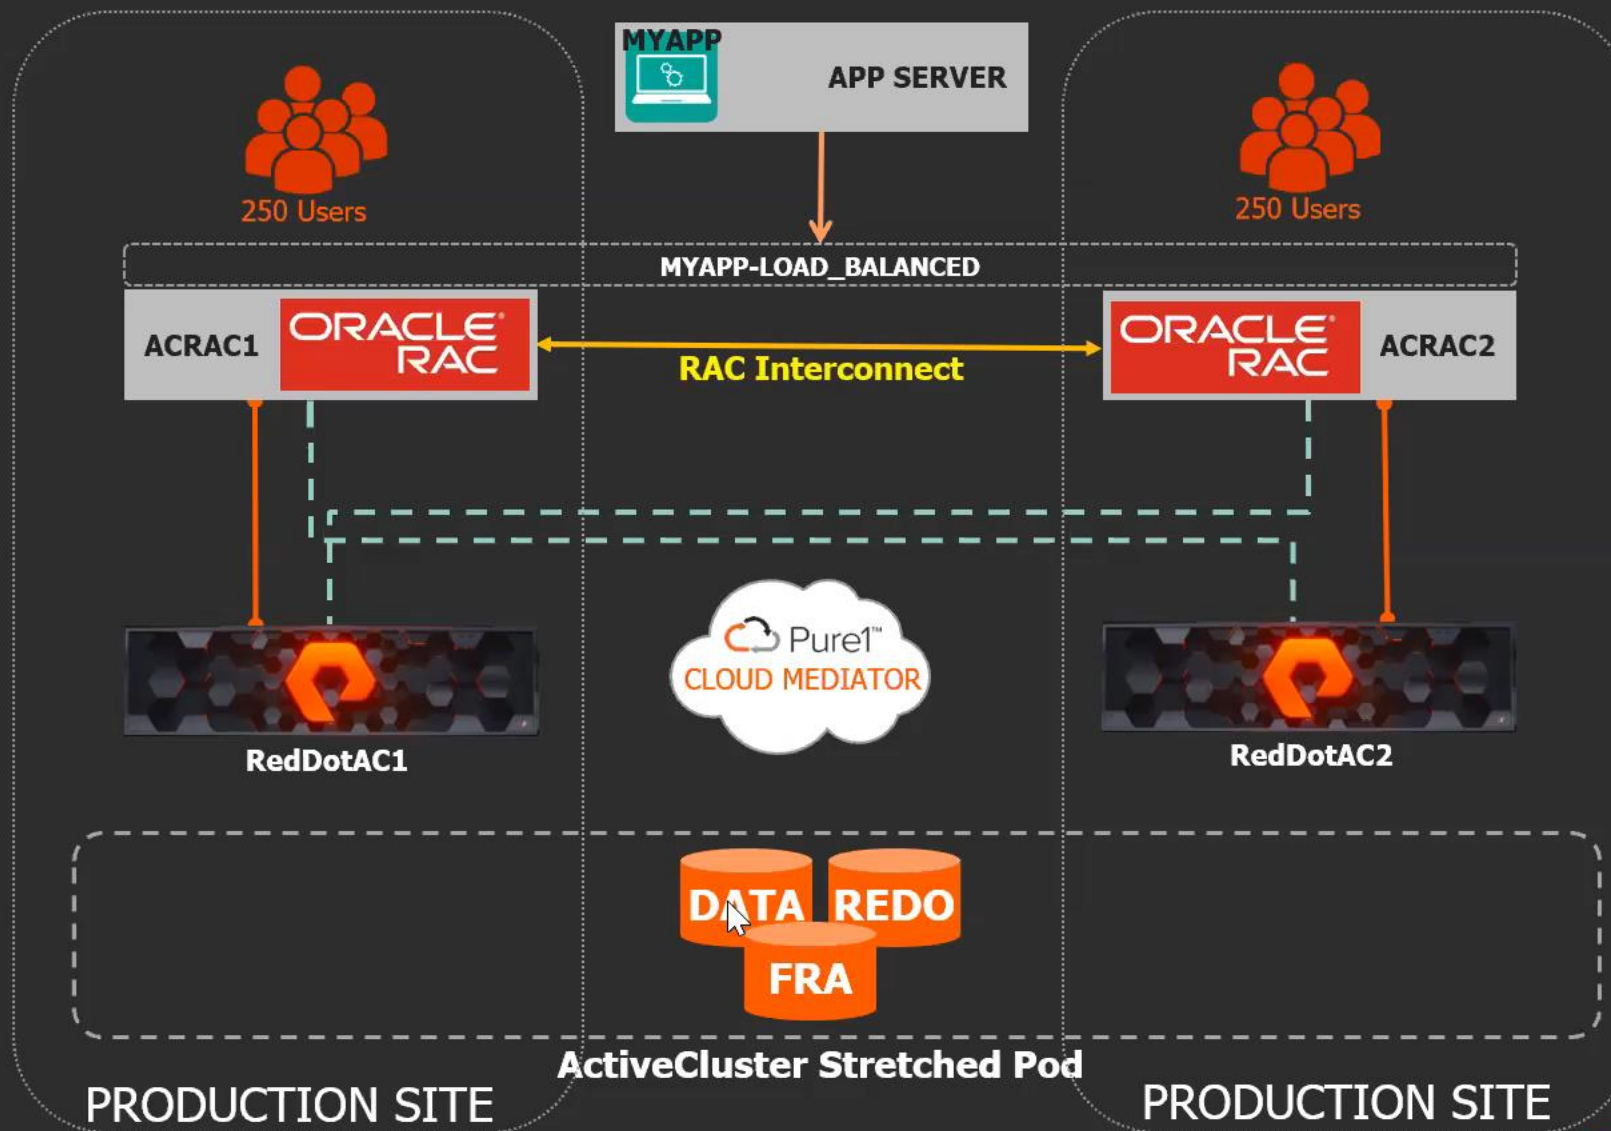 MYAPP
APP SERVER
250 Users
250 Users
MYAPP-LOAD_BALANCED
ACRAC1
ORACLE
RAC
RAC Interconnect
ORACLE
RAC
ACRAC2
Pure1™
CLOUD MEDIATOR
RedDotAC1
RedDotAC2
DATA
REDO
FRA
ActiveCluster Stretched Pod
PRODUCTION SITE
PRODUCTION SITE